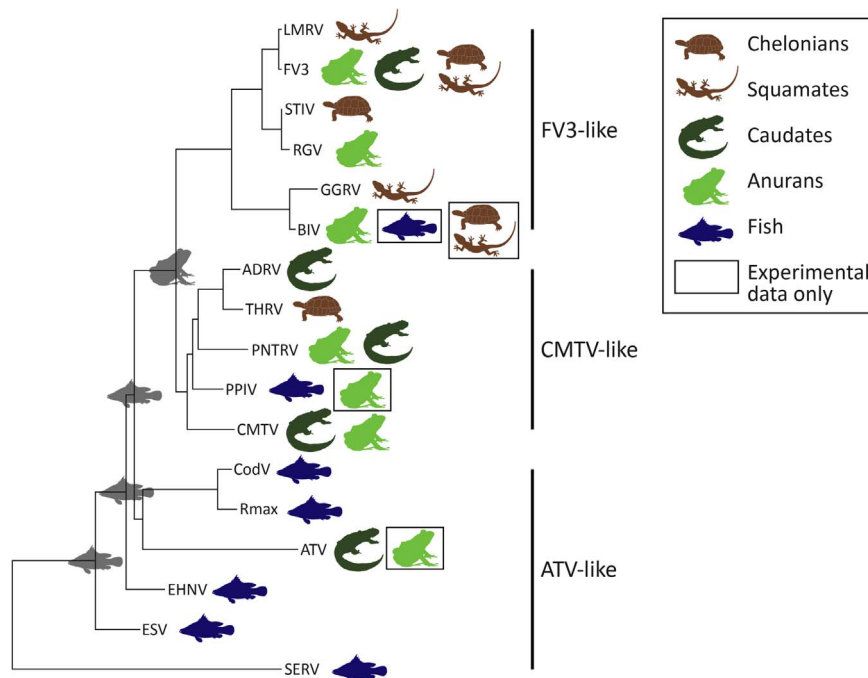 LMRV
FV3
STIV
RGV
GGRV
BIV
FV3-like
ADRV
THRV
PNTRV
PPIV
CMTV
CMTV-like
CodV
Rmax
ATV
EHNV
ESV
SERV
ATV-like
Chelonians
Squamates
Caudates
Anurans
Fish
Experimental
data only